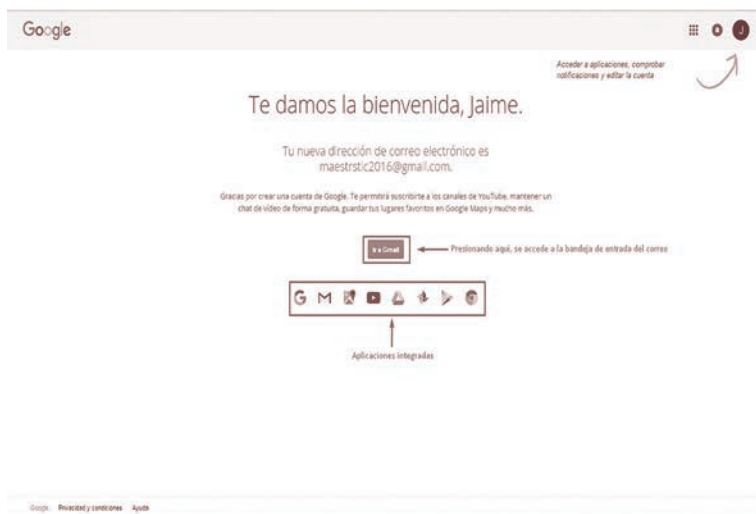 Google
J
Acceder a aplicaciones, comprobar
notificaciones y editar la cuenta
Te damos la bienvenida, Jaime.
Tu nueva dirección de correo electrónico es
maestrstic2016@gmail.com.
Gracias por crear una cuenta de Google. Te permitirá suscribirte a los canales de YouTube, mantener un
chat de vídeo de forma gratuita, guardar tus lugares favoritos en Google Maps y mucho más.
Ir a Gmail
Presionando aquí, se accede a la bandeja de entrada del correo
Aplicaciones integradas
Google Privacidad y condiciones Ayuda